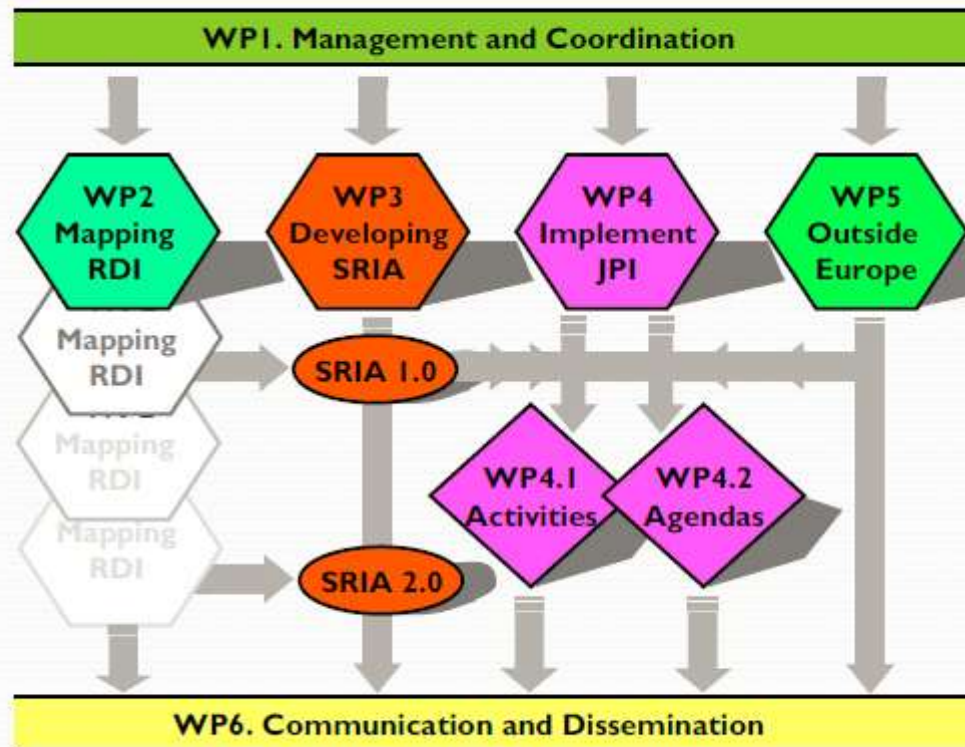 WP1. Management and Coordination
WP2
Mapping
RDI
WP3
Developing
SRIA
WP4
Implement
JPI
WP5
Outside
Europe
Mapping
RDI
SRIA 1.0
Mapping
RDI
WP4.1
Activities
WP4.2
Agendas
Mapping
RDI
SRIA 2.0
WP6. Communication and Dissemination